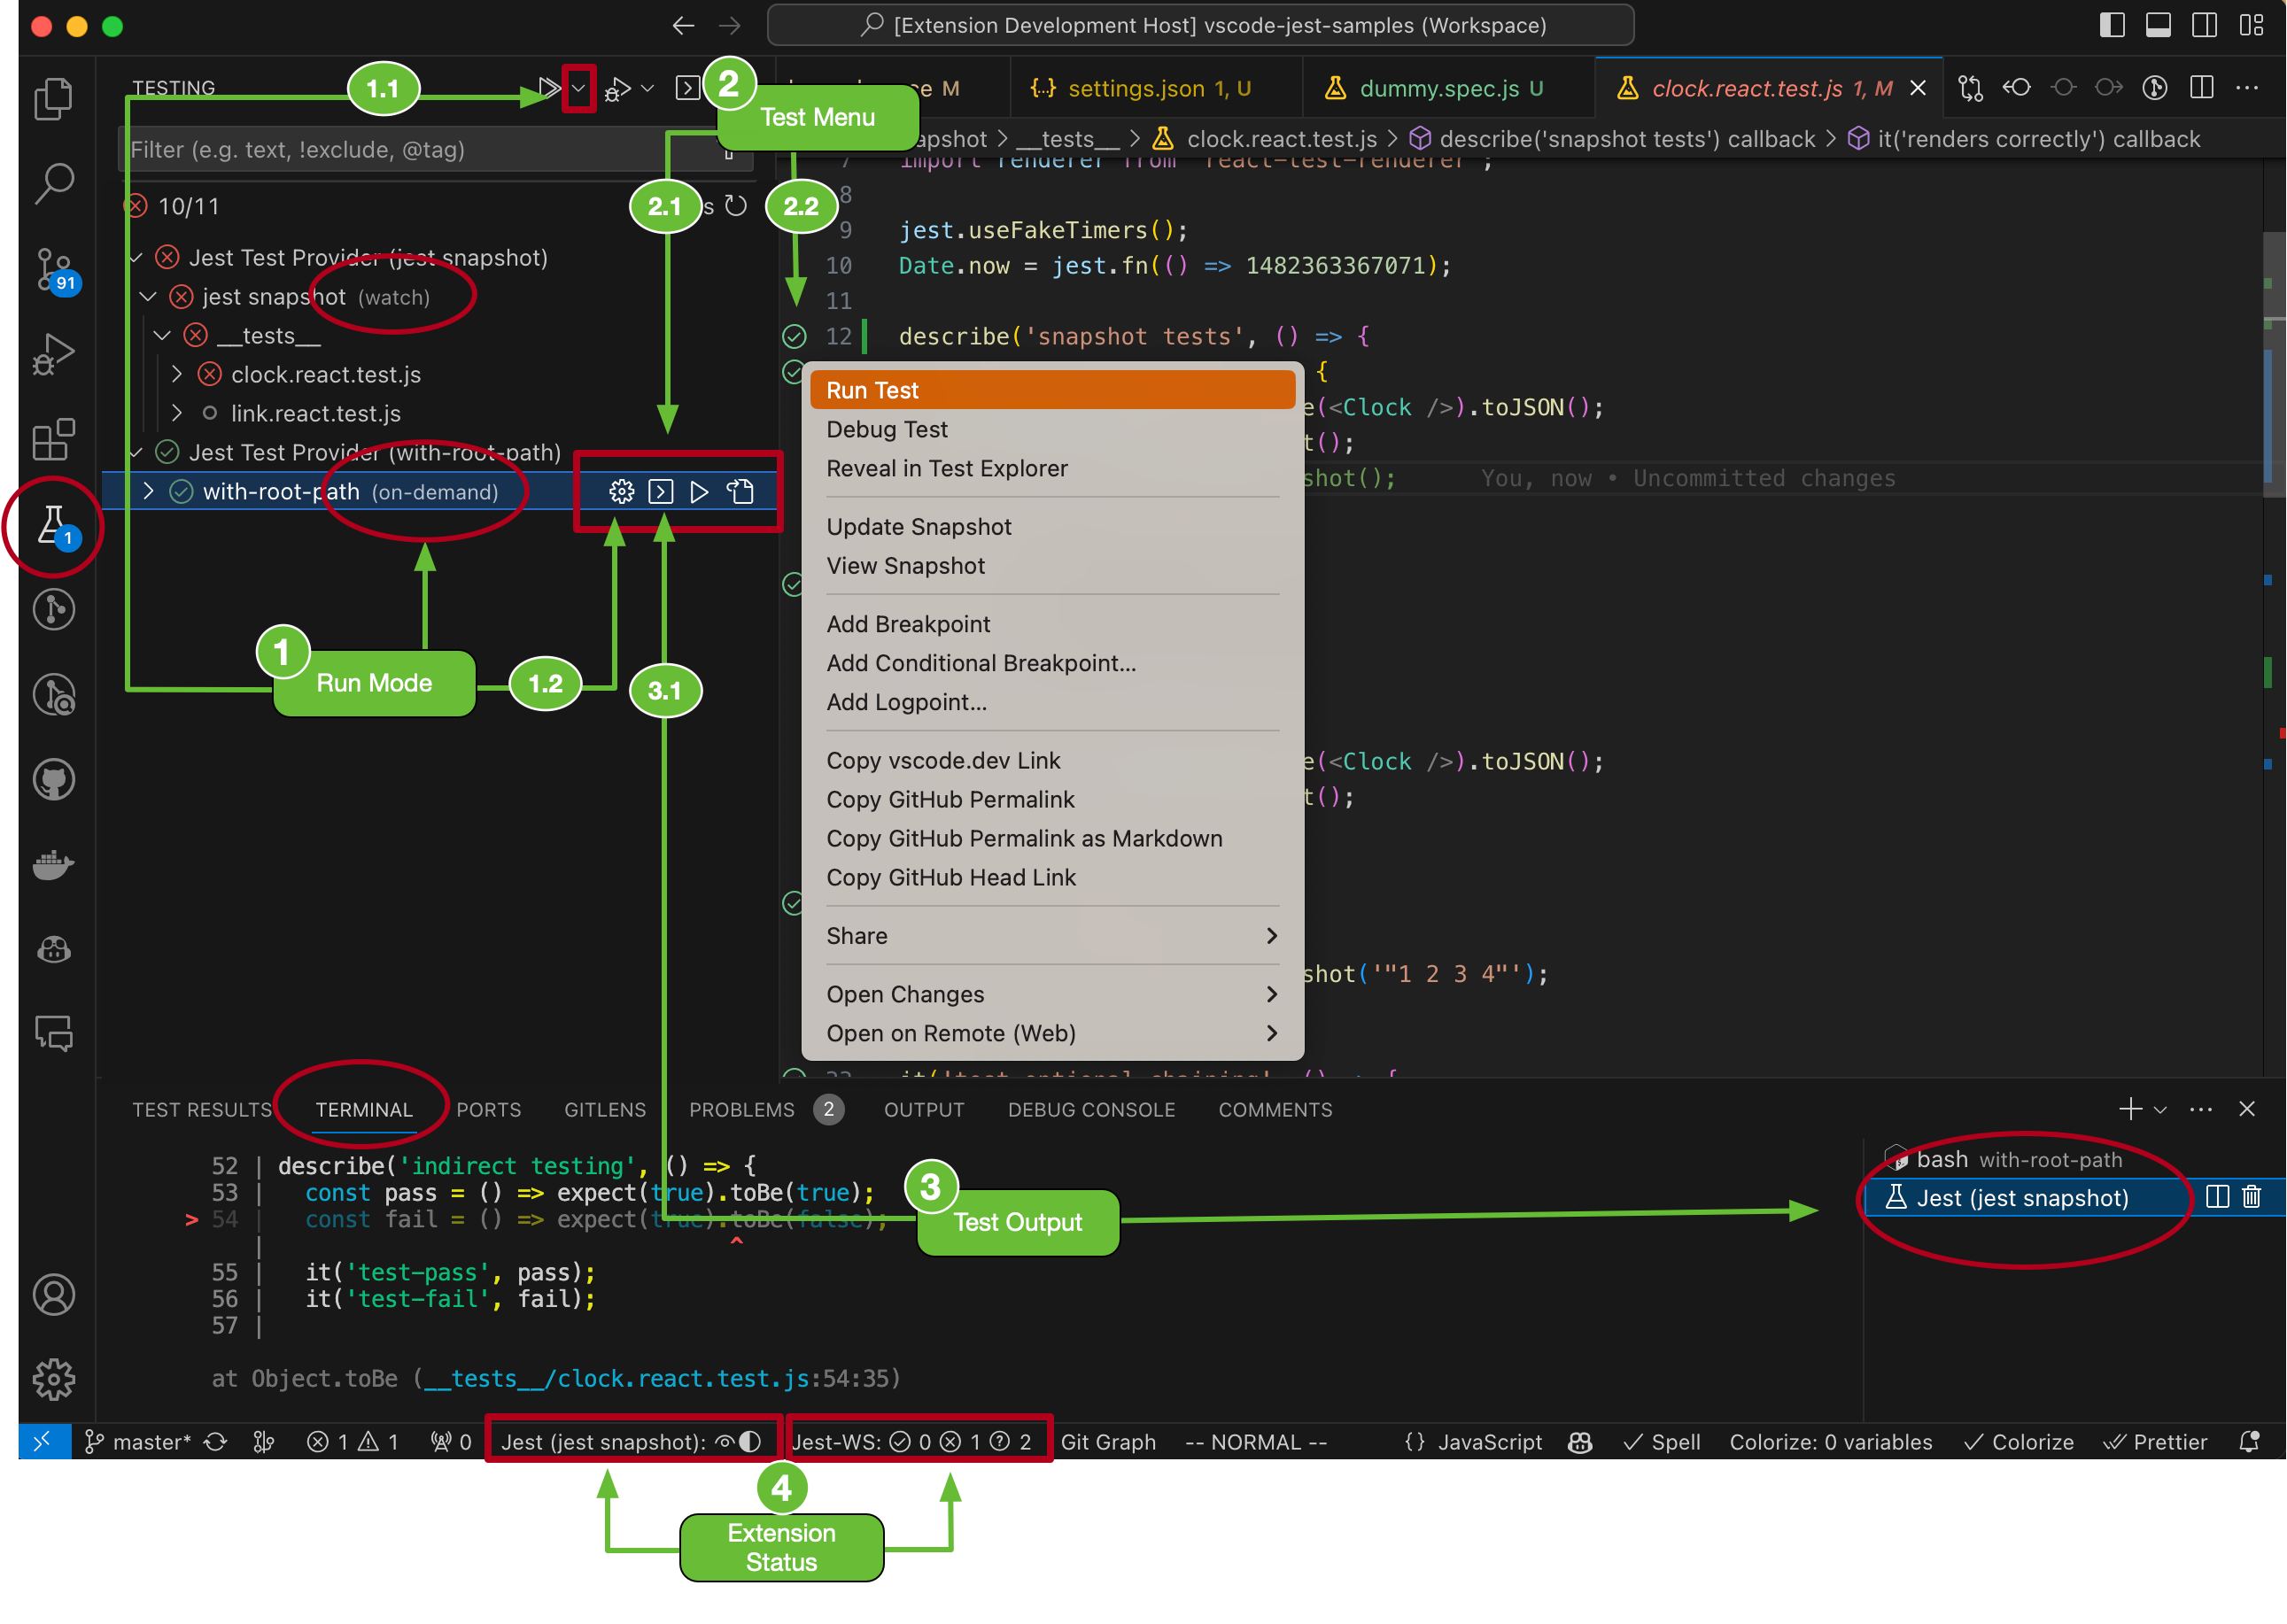 [Extension Development Host] vscode-jest-samples (Workspace)
TESTING
1.1
2
Test Menu
M
settings.json 1, U
dummy.spec.js U
clock.react.test.js 1, M
Filter (e.g. text, !exclude, @tag)
__tests__ > clock.react.test.js > describe('snapshot tests') callback > it('renders correctly') callback
10/11
2.1
s
2.2
Jest Test Provider (jest snapshot)
jest snapshot (watch)
__tests__
clock.react.test.js
link.react.test.js
Jest Test Provider (with-root-path)
with-root-path (on-demand)
91
1
7 import renderer from 'react-test-renderer';
8
9 jest.useFakeTimers();
10 Date.now = jest.fn(() => 1482363367071);
11
12 describe('snapshot tests', () => {
{
e(<Clock />).toJSON();
t();
shot(); You, now • Uncommitted changes
Run Test
Debug Test
Reveal in Test Explorer
Update Snapshot
View Snapshot
Add Breakpoint
Add Conditional Breakpoint...
Add Logpoint...
Copy vscode.dev Link
Copy GitHub Permalink
Copy GitHub Permalink as Markdown
Copy GitHub Head Link
Share
Open Changes
Open on Remote (Web)
e(<Clock />).toJSON();
t();
shot('"1 2 3 4"');
it('test optional chaining', () => {
1
Run Mode
1.2
3.1
TEST RESULTS
TERMINAL
PORTS
GITLENS
PROBLEMS 2
OUTPUT
DEBUG CONSOLE
COMMENTS
52 | describe('indirect testing', () => {
53 | const pass = () => expect(true).toBe(true);
> 54 | const fail = () => expect(true).toBe(false);
| ^
55 | it('test-pass', pass);
56 | it('test-fail', fail);
57 |
at Object.toBe (__tests__/clock.react.test.js:54:35)
3
Test Output
bash with-root-path
Jest (jest snapshot)
master*
1
1
0
Jest (jest snapshot):
Jest-WS: 0 1 2
Git Graph
-- NORMAL --
{} JavaScript
Spell
Colorize: 0 variables
Colorize
Prettier
4
Extension
Status